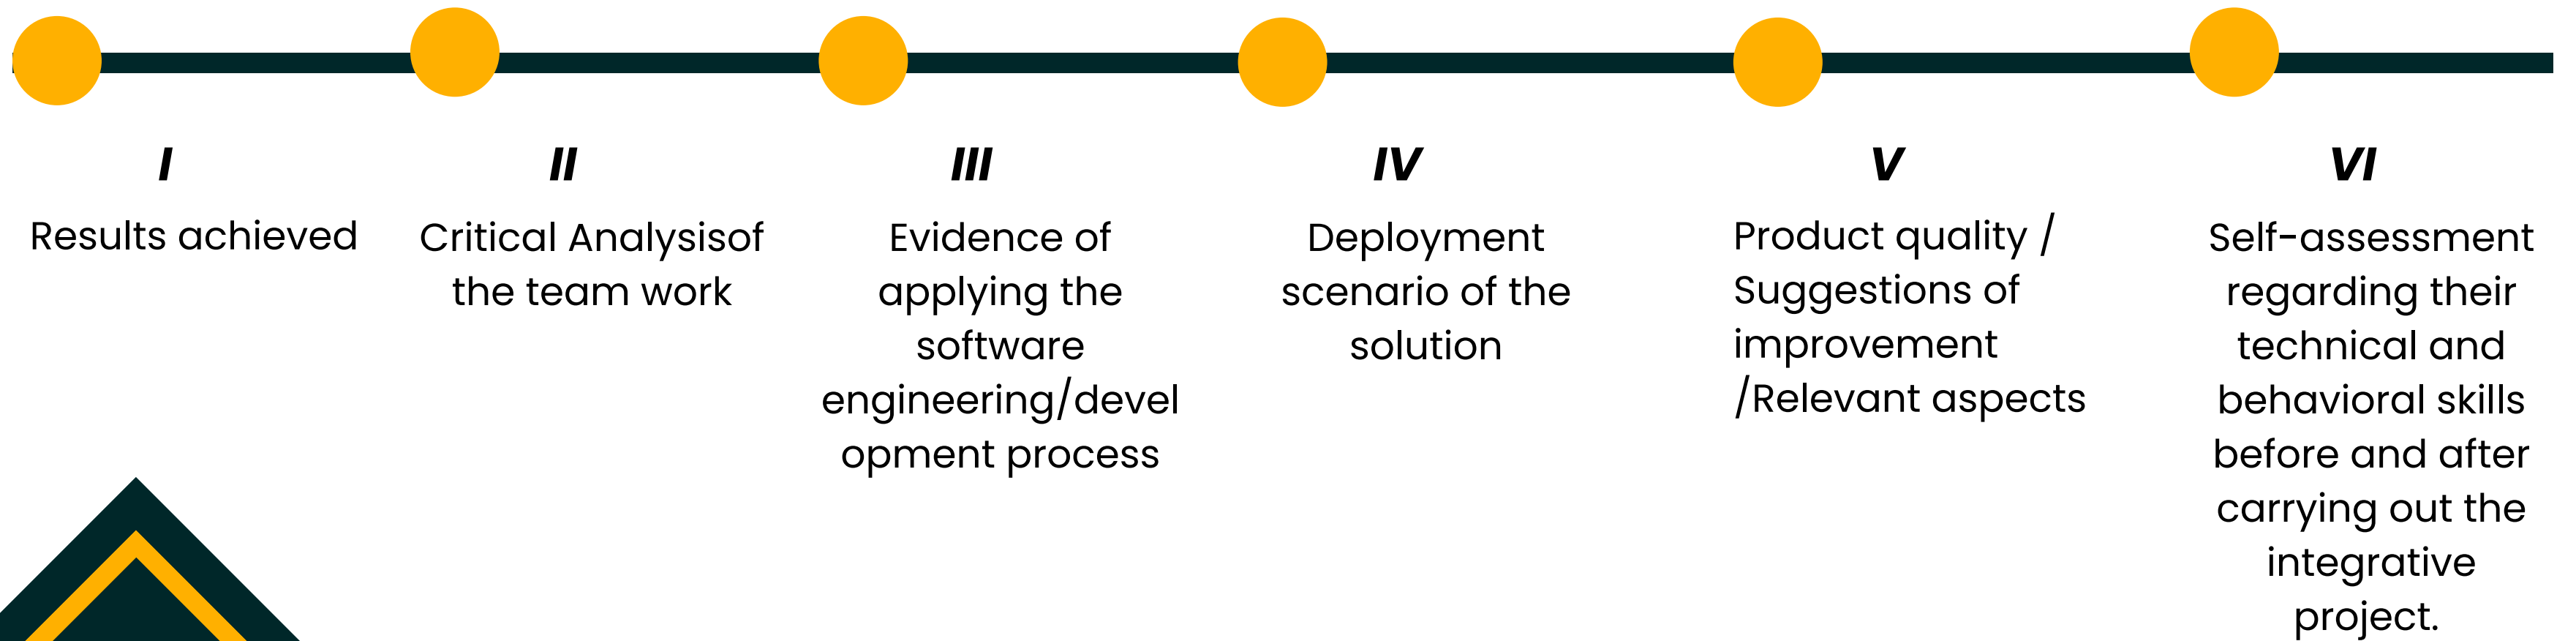 I
Results achieved
II
Critical Analysisof
the team work
III
Evidence of
applying the
software
engineering/devel
opment process
IV
Deployment
scenario of the
solution
V
Product quality /
Suggestions of
improvement
/Relevant aspects
VI
Self-assessment
regarding their
technical and
behavioral skills
before and after
carrying out the
integrative
project.